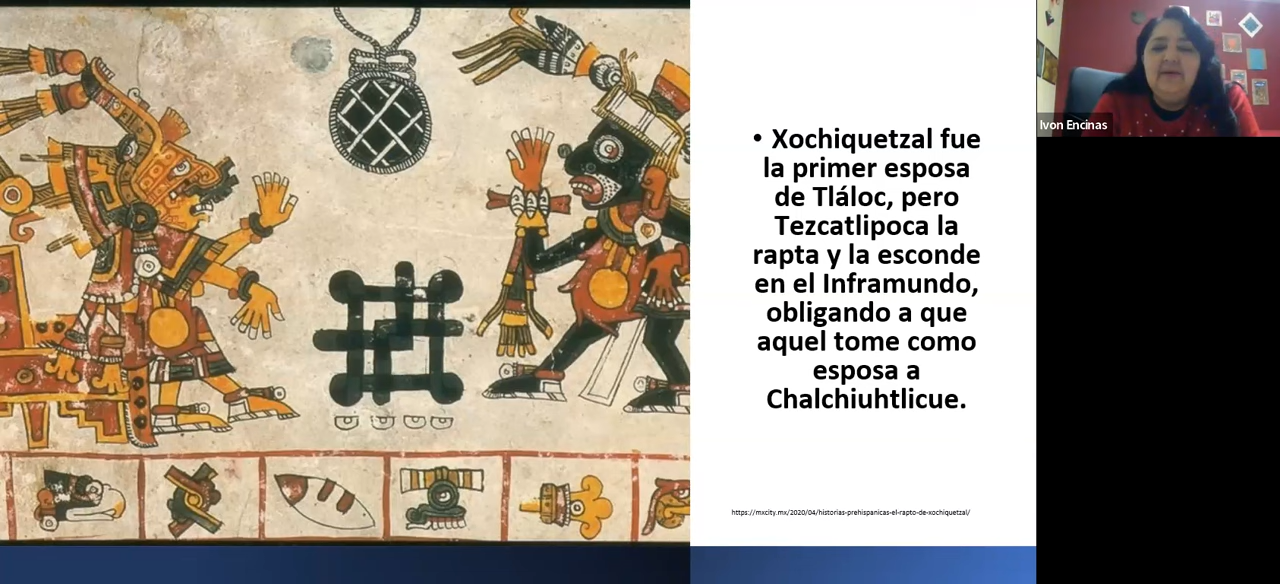 • Xochiquetzal fue
la primer esposa
de Tláloc, pero
Tezcatlipoca la
rapta y la esconde
en el Inframundo,
obligando a que
aquel tome como
esposa a
Chalchiuhtlicue.
https://mxcity.mx/2020/04/historias-prehispanicas-el-rapto-de-xochiquetzal/
Ivon Encinas